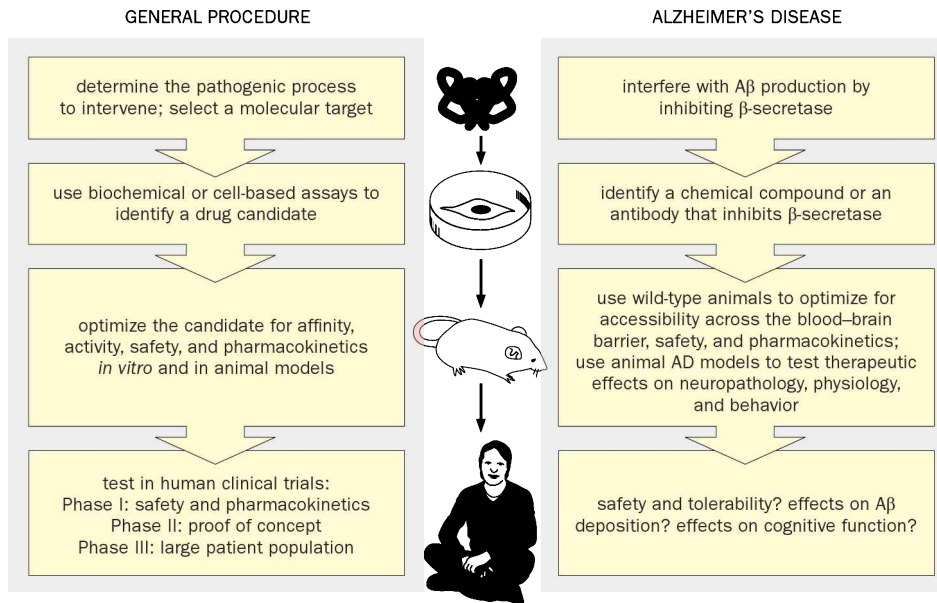 GENERAL PROCEDURE
determine the pathogenic process
to intervene; select a molecular target
use biochemical or cell-based assays to
identify a drug candidate
optimize the candidate for affinity,
activity, safety, and pharmacokinetics
in vitro and in animal models
test in human clinical trials:
Phase I: safety and pharmacokinetics
Phase II: proof of concept
Phase III: large patient population
ALZHEIMER’S DISEASE
interfere with Aβ production by
inhibiting β-secretase
identify a chemical compound or an
antibody that inhibits β-secretase
use wild-type animals to optimize for
accessibility across the blood–brain
barrier, safety, and pharmacokinetics;
use animal AD models to test therapeutic
effects on neuropathology, physiology,
and behavior
safety and tolerability? effects on Aβ
deposition? effects on cognitive function?